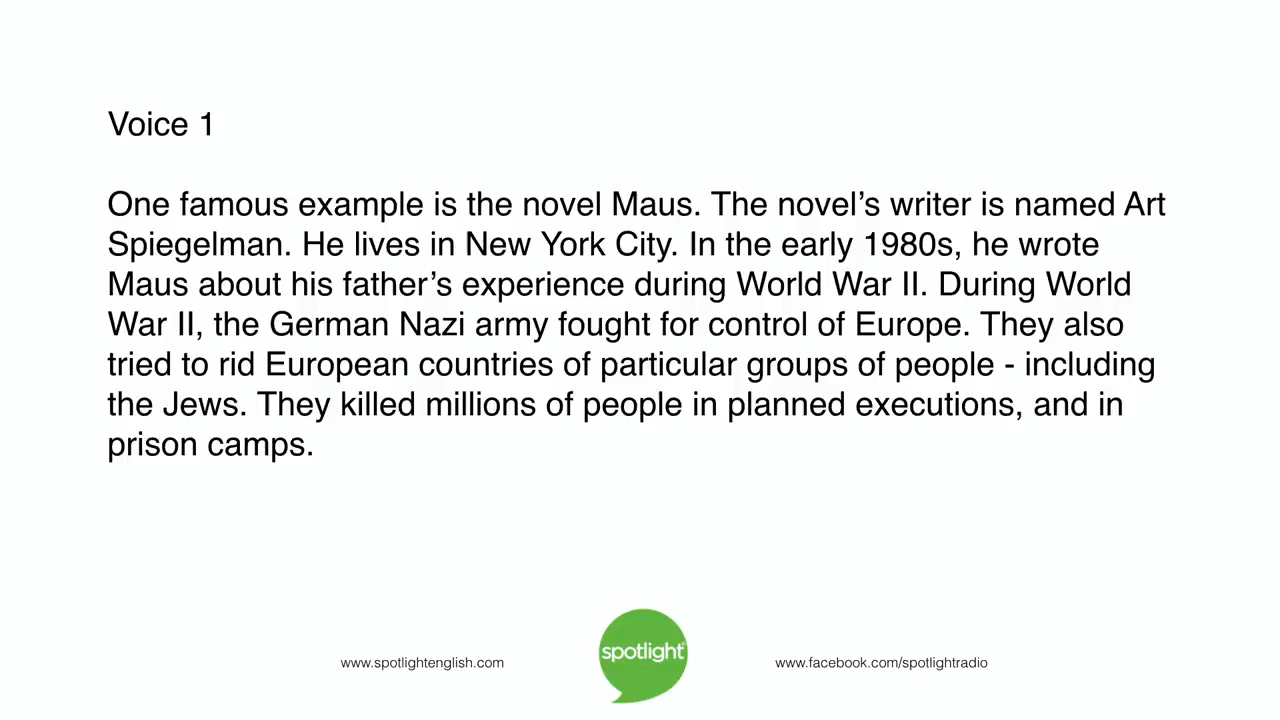 Voice 1
One famous example is the novel Maus. The novel’s writer is named Art
Spiegelman. He lives in New York City. In the early 1980s, he wrote
Maus about his father’s experience during World War II. During World
War II, the German Nazi army fought for control of Europe. They also
tried to rid European countries of particular groups of people - including
the Jews. They killed millions of people in planned executions, and in
prison camps.
www.spotlightenglish.com
spotlight®
www.facebook.com/spotlightradio